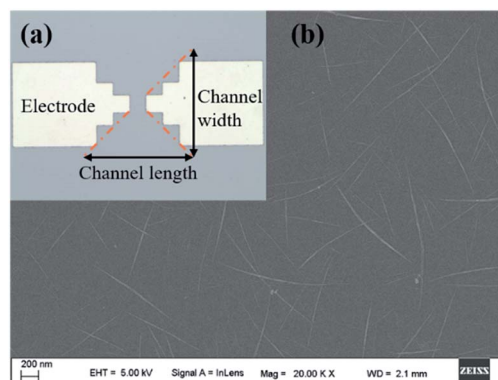 (a)
(b)
Electrode
Channel
width
Channel length
200 nm
EHT = 5.00 kV Signal A = InLens Mag = 20.00 K X WD = 2.1 mm ZEISS